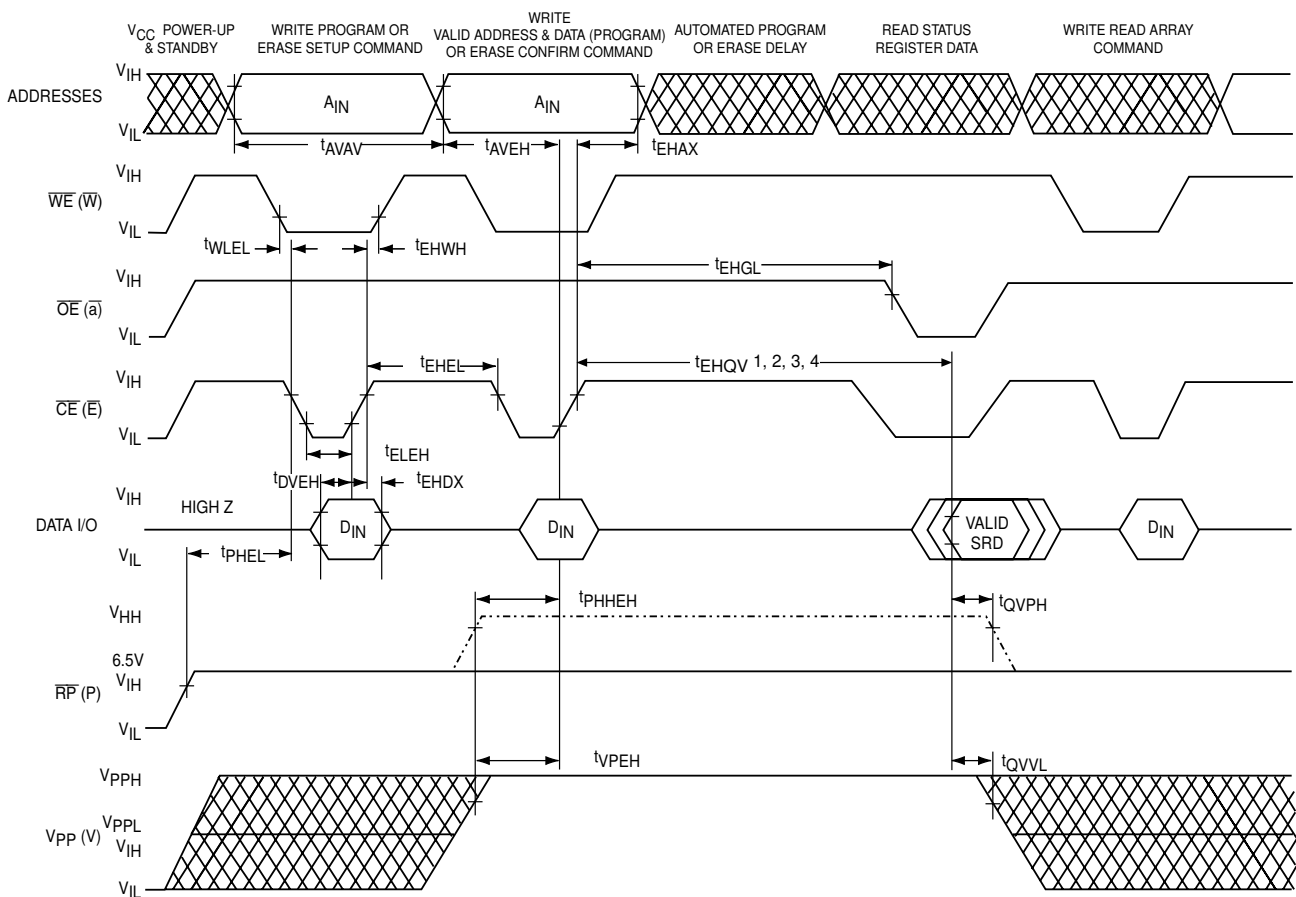 VCC POWER-UP
& STANDBY
WRITE PROGRAM OR
ERASE SETUP COMMAND
WRITE
VALID ADDRESS & DATA (PROGRAM)
OR ERASE CONFIRM COMMAND
AUTOMATED PROGRAM
OR ERASE DELAY
READ STATUS
REGISTER DATA
WRITE READ ARRAY
COMMAND
ADDRESSES
VIH
VIL
AIN
AIN
tAVAV
tAVEH
tEHAX
WE (W)
VIH
VIL
tWLEL
tEHWH
OE (a)
VIH
VIL
tEHGL
CE (E)
VIH
VIL
tEHEL
tEHQV 1, 2, 3, 4
tELEH
tDVEH
tEHDX
DATA I/O
VIH
VIL
HIGH Z
DIN
DIN
VALID
SRD
DIN
tPHEL
tPHHEH
tQVPH
VHH
6.5V
VIH
RP (P)
VIL
tVPEH
tQVVL
VPPH
VPPL
VPP (V)
VIH
VIL